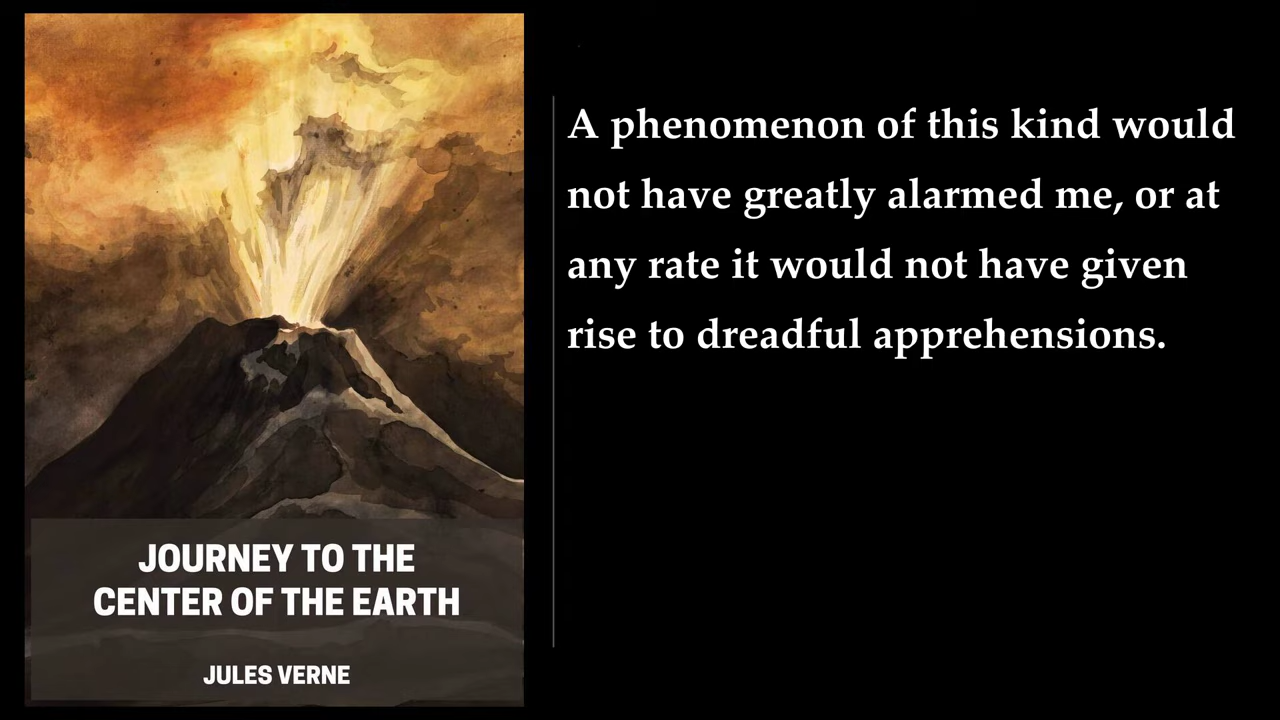 JOURNEY TO THE
CENTER OF THE EARTH
JULES VERNE
A phenomenon of this kind would
not have greatly alarmed me, or at
any rate it would not have given
rise to dreadful apprehensions.